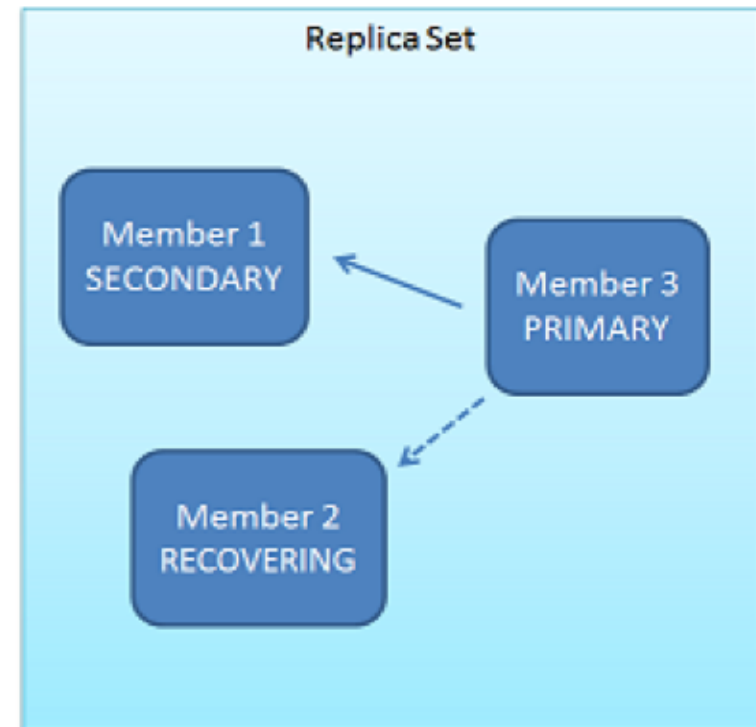 Replica Set
Member 1
SECONDARY
Member 3
PRIMARY
Member 2
RECOVERING